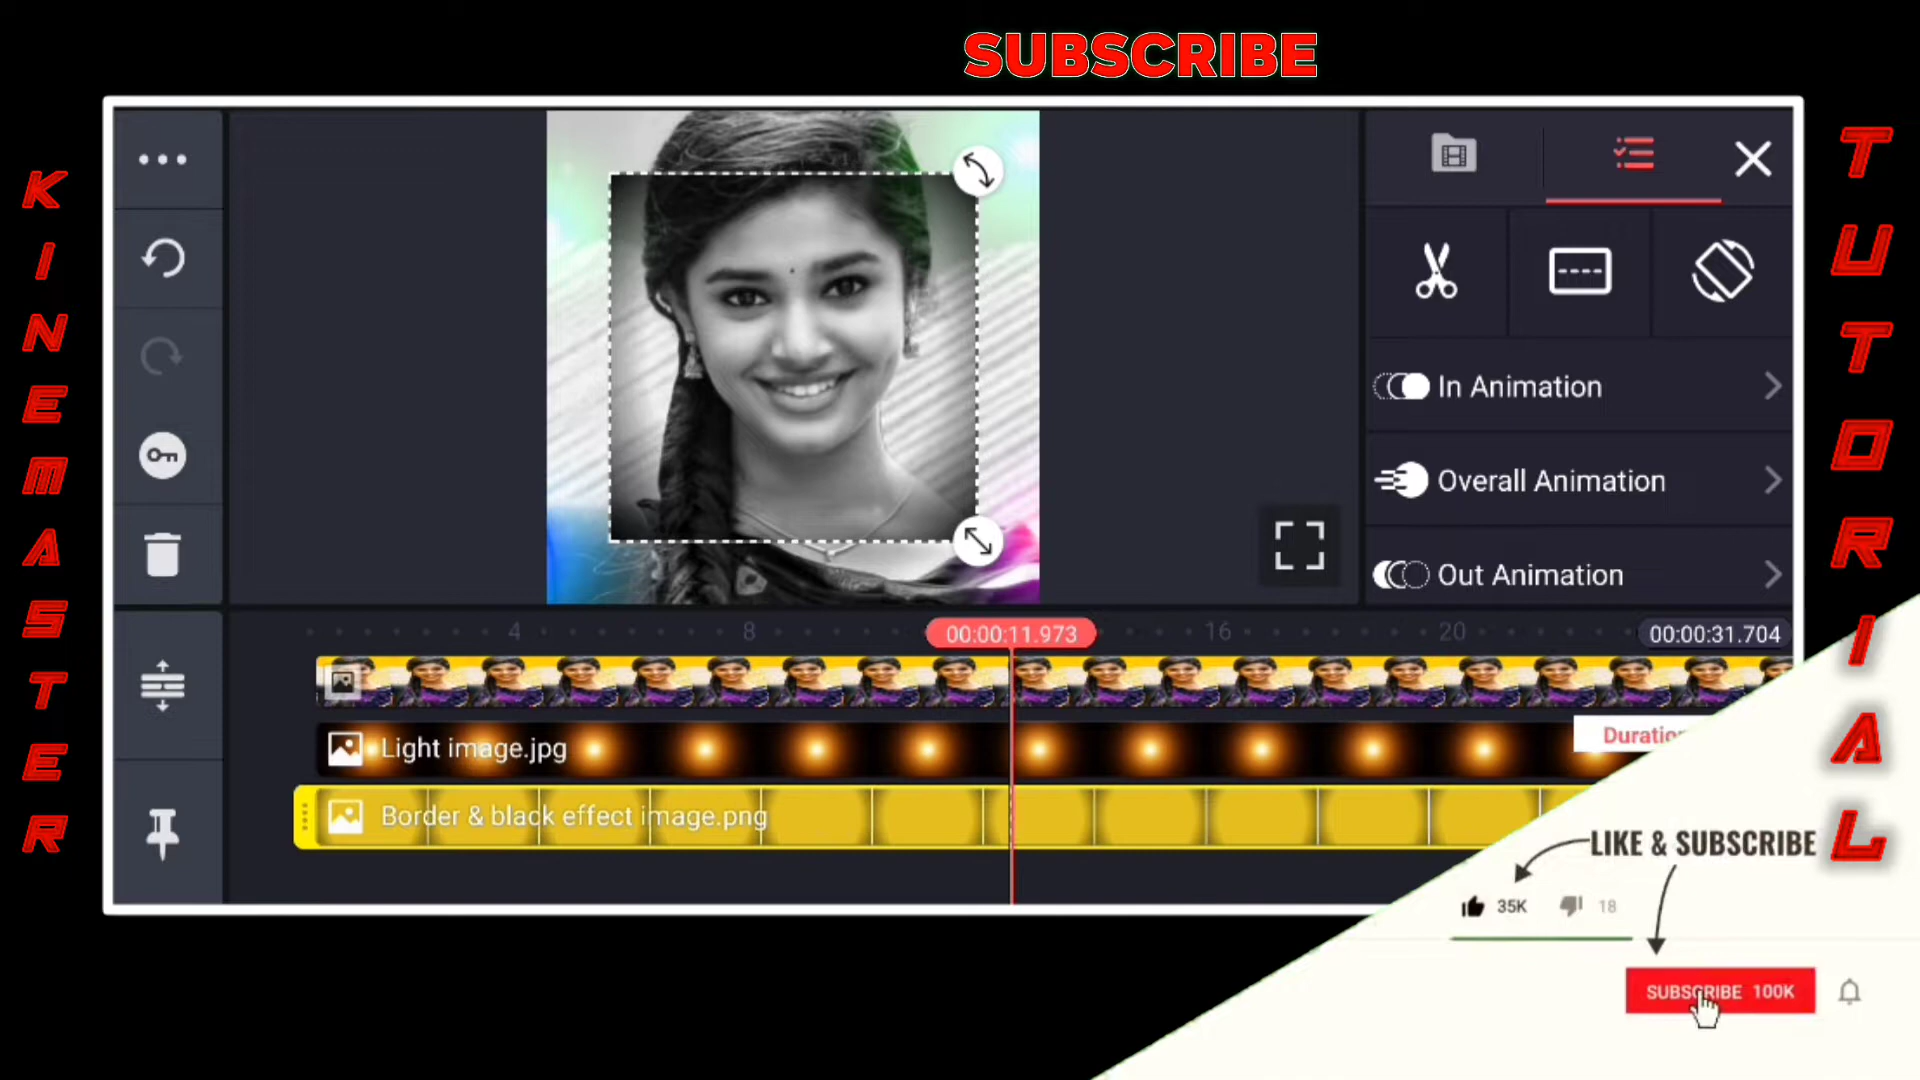 SUBSCRIBE
KINEMASTER
TUTORIAL
In Animation
Overall Animation
Out Animation
4
8
00:00:11.973
16
20
00:00:31.704
Light image.jpg
Duration
Border & black effect image.png
LIKE & SUBSCRIBE
35K
18
SUBSCRIBE 100K